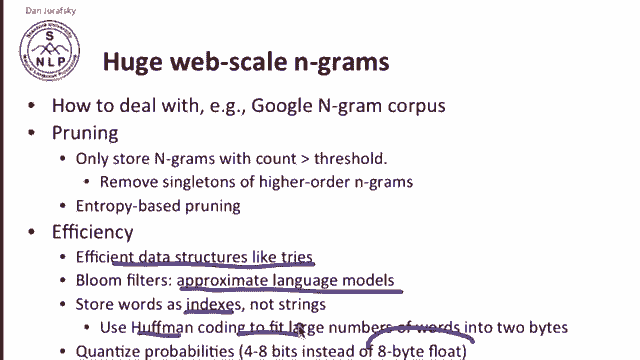 Dan Jurafsky
S
N L P
Huge web-scale n-grams
• How to deal with, e.g., Google N-gram corpus
• Pruning
• Only store N-grams with count > threshold.
• Remove singletons of higher-order n-grams
• Entropy-based pruning
• Efficiency
• Efficient data structures like tries
• Bloom filters: approximate language models
• Store words as indexes, not strings
• Use Huffman coding to fit large numbers of words into two bytes
• Quantize probabilities (4-8 bits instead of 8-byte float)